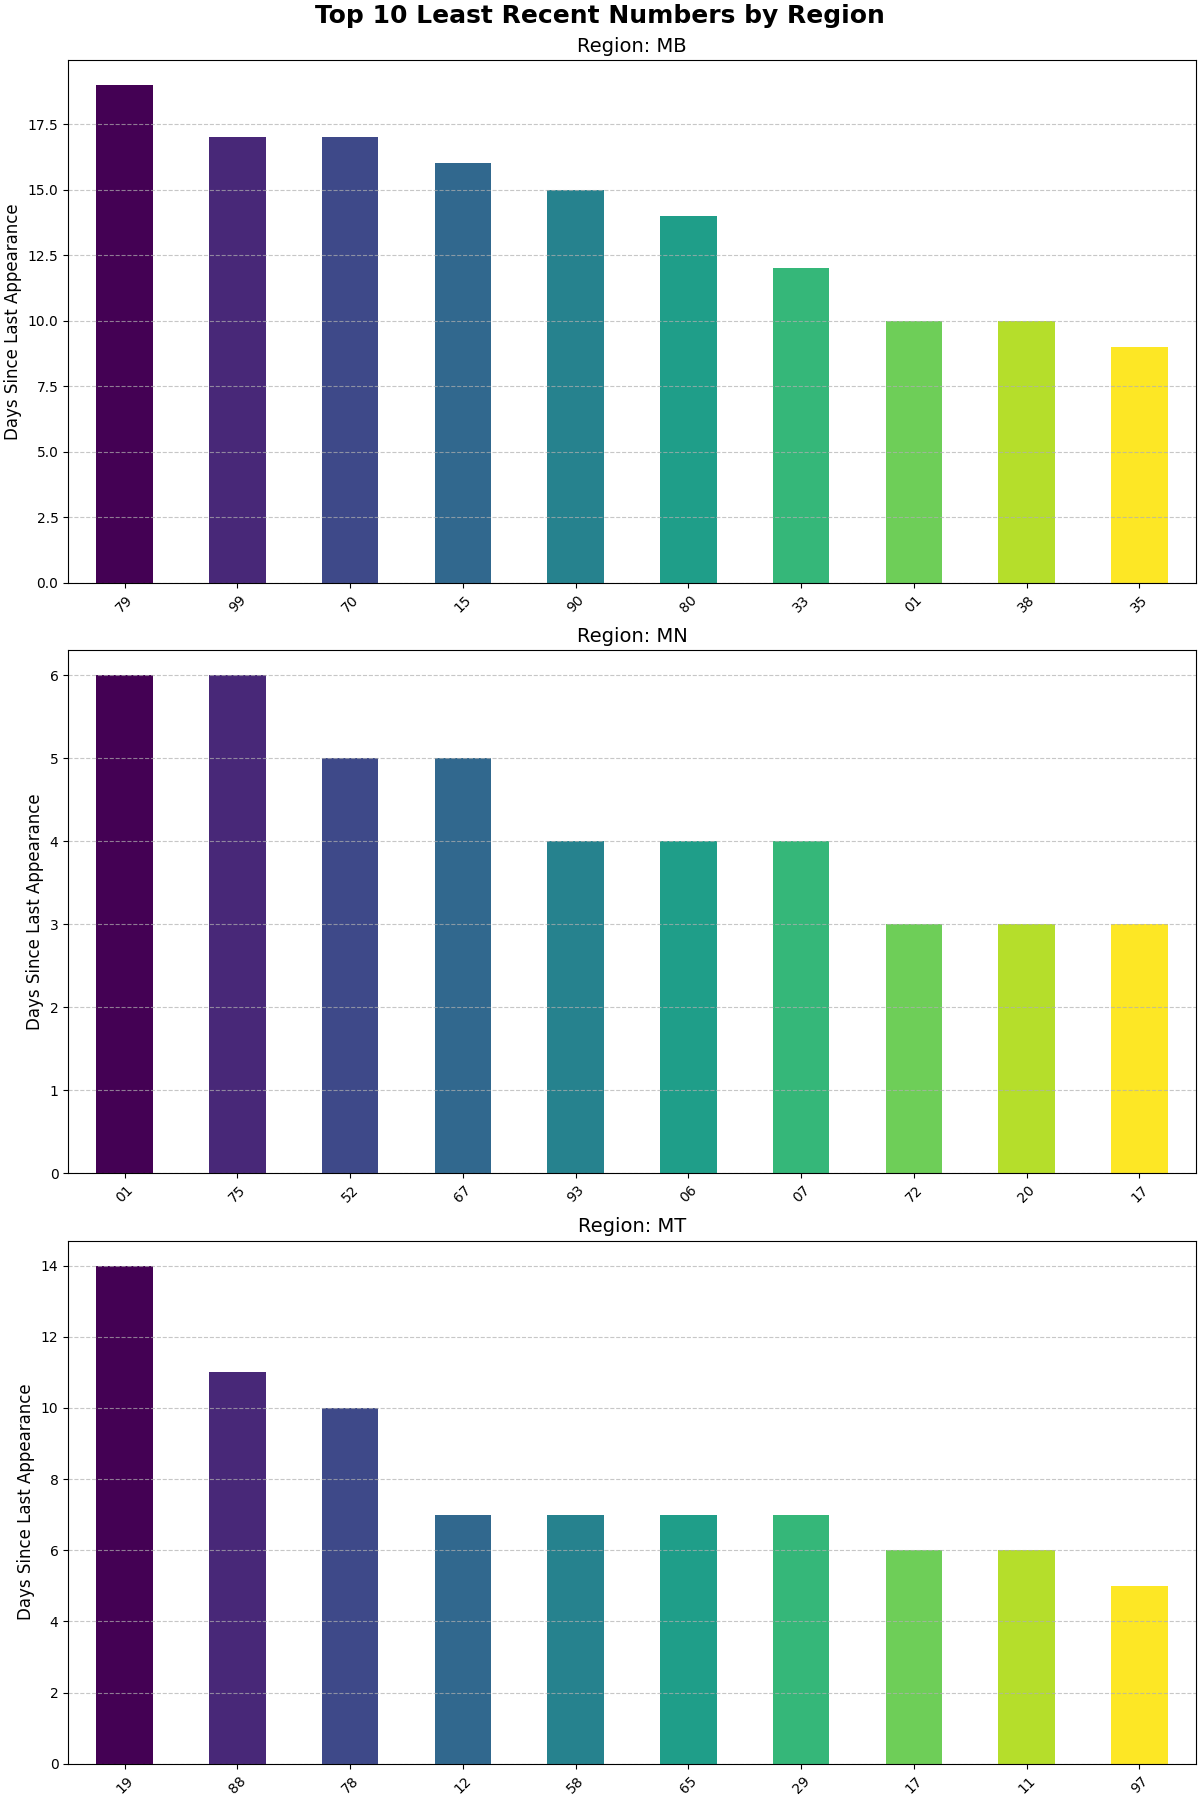 Top 10 Least Recent Numbers by Region
Region: MB
Days Since Last Appearance
17.5
15.0
12.5
10.0
7.5
5.0
2.5
0.0
79 99 70 15 90 80 33 01 38 35
Region: MN
Days Since Last Appearance
6
5
4
3
2
1
0
01 75 52 67 93 06 07 72 20 17
Region: MT
Days Since Last Appearance
14
12
10
8
6
4
2
0
19 88 78 12 58 65 29 17 11 97